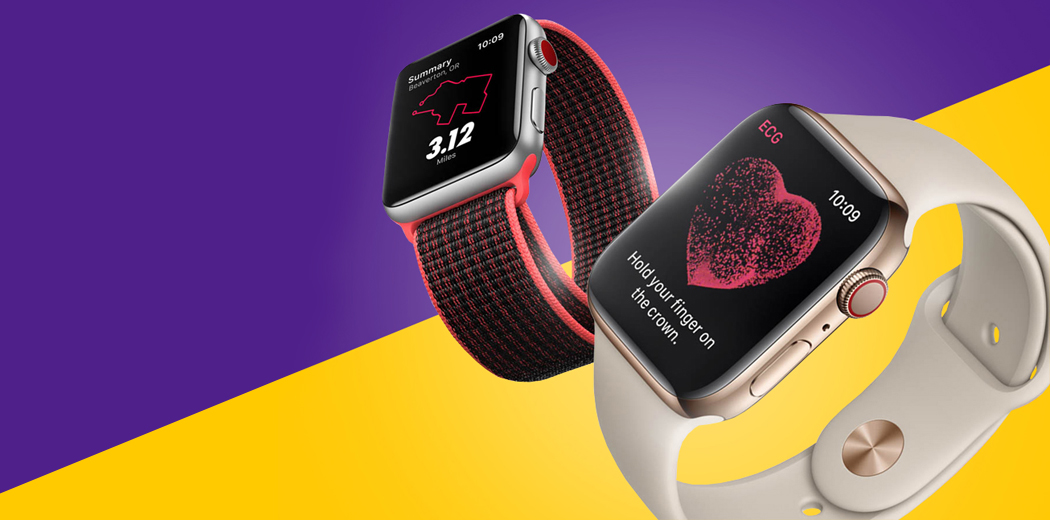 10:09
Summary
Beaverton, OR
3.12
Miles
ECG
10:09
Hold your finger on
the crown.